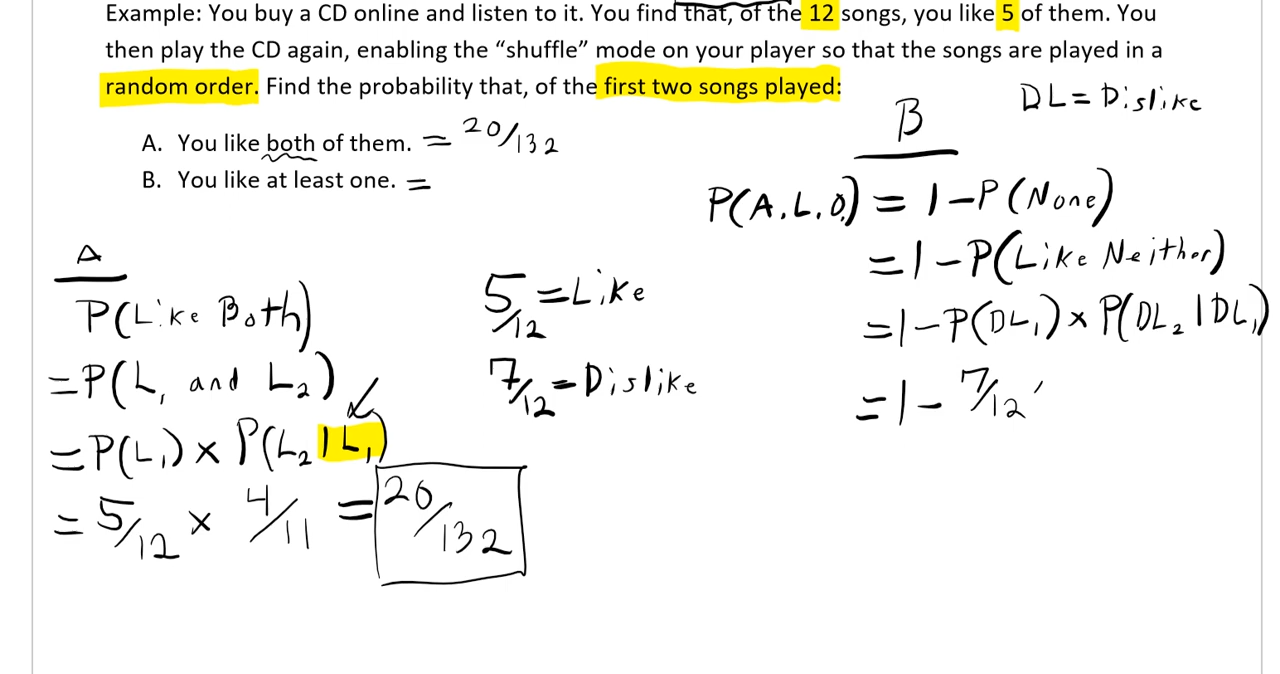 Example: You buy a CD online and listen to it. You find that, of the 12 songs, you like 5 of them. You
then play the CD again, enabling the “shuffle” mode on your player so that the songs are played in a
random order. Find the probability that, of the first two songs played:
A. You like both of them. = 20/132
B. You like at least one. =
A
P(Like Both)
=P(L₁ and L₂)
=P(L₁) × P(L₂|L₁)
= 5/12 × 4/11 = 20/132
5/12 = Like
7/12 = Dislike
B
DL = Dislike
P(A.L.O.) = 1 - P(None)
= 1 - P(Like Neither)
= 1 - P(DL₁) × P(DL₂|DL₁)
= 1 - 7/12